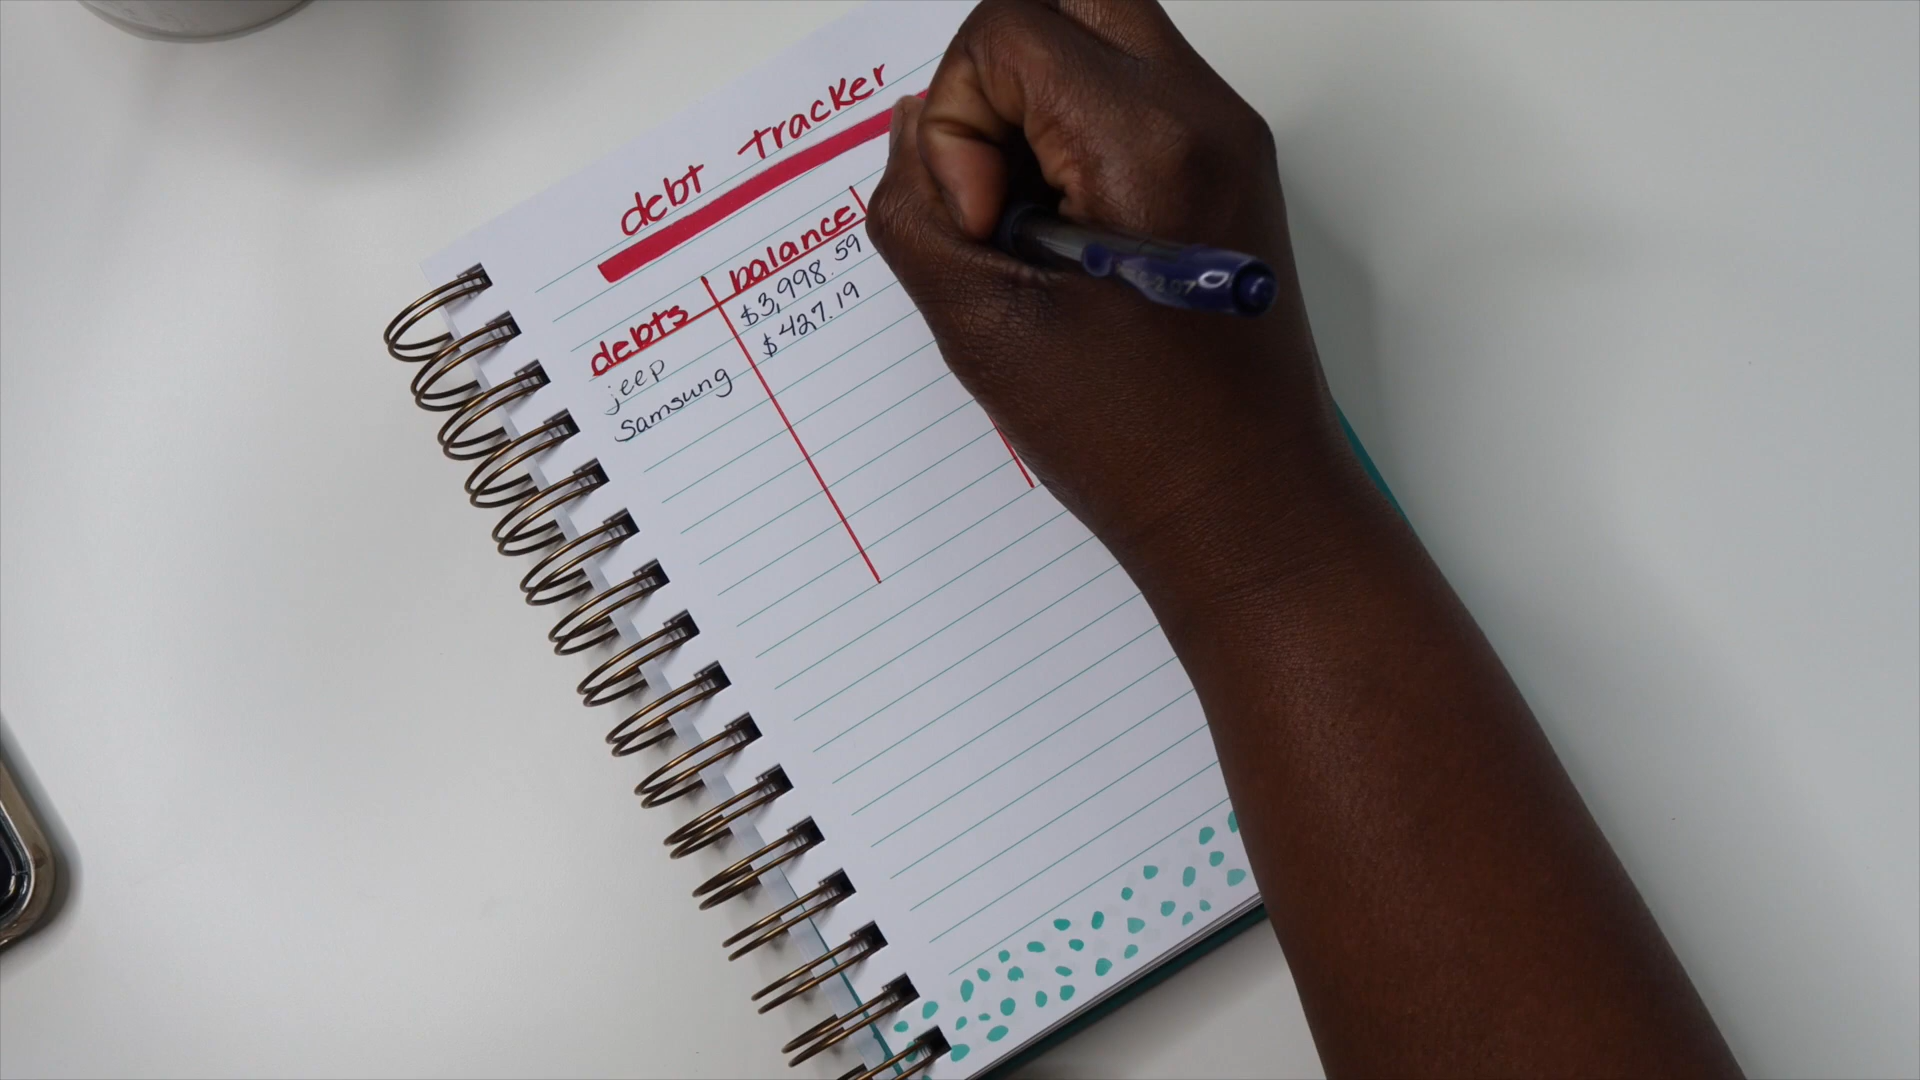 debt tracker
debts balance
jeep $3,998.59
Samsung $427.19